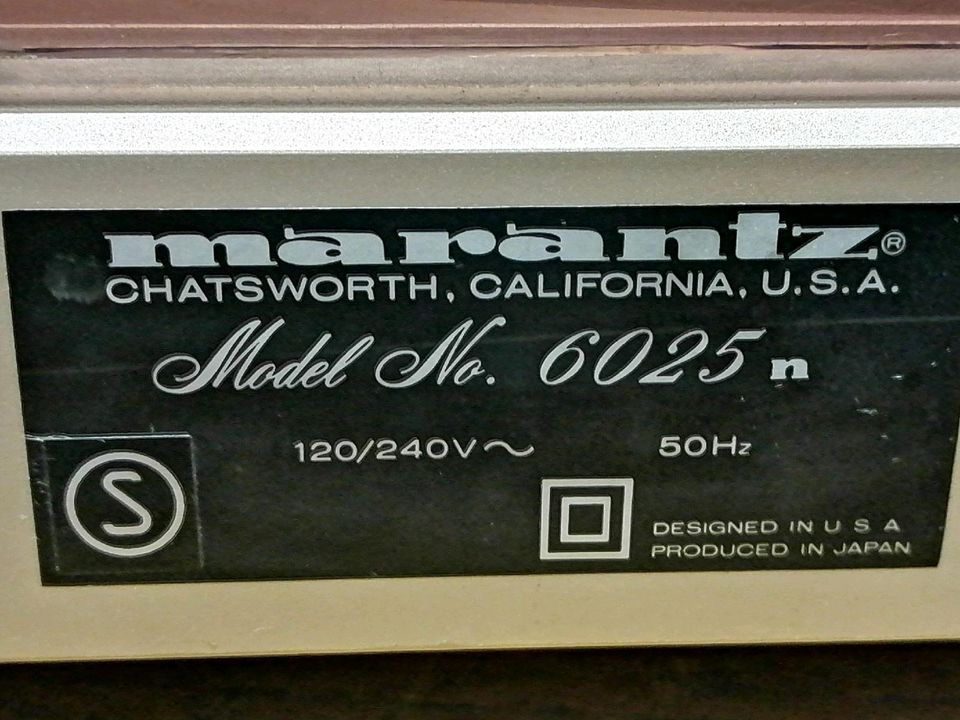 marantz®
CHATSWORTH, CALIFORNIA, U.S.A.
Model No. 6025 n
120/240V~ 50Hz
S
DESIGNED IN U S A
PRODUCED IN JAPAN